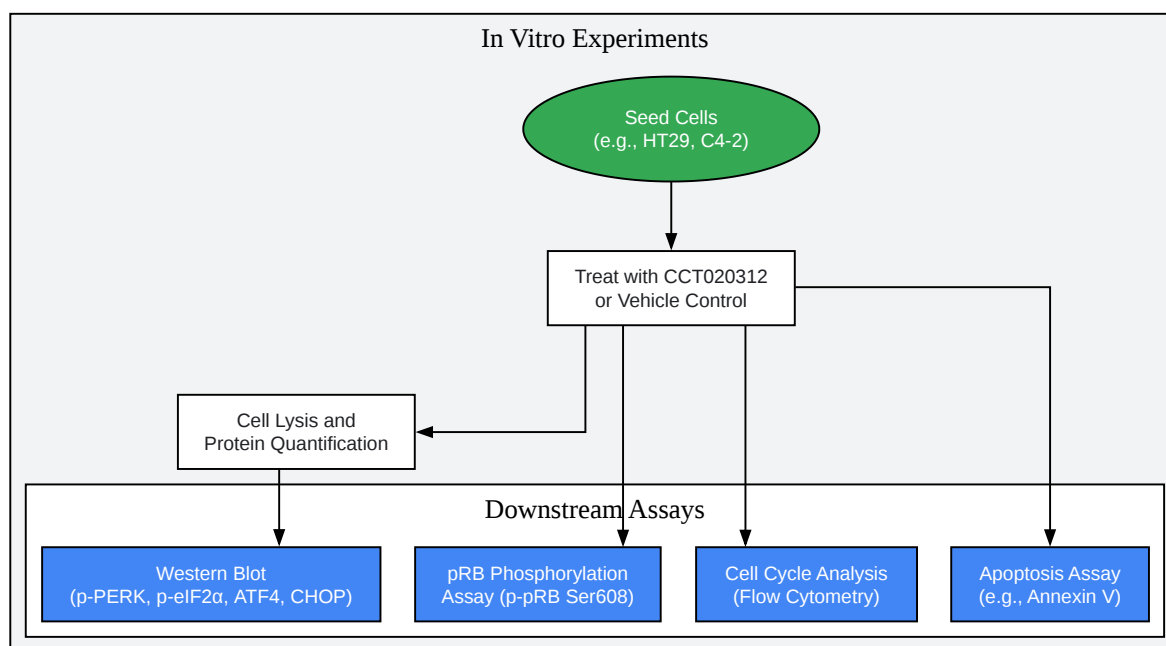 In Vitro Experiments
Seed Cells
(e.g., HT29, C4-2)
Treat with CCT020312
or Vehicle Control
Cell Lysis and
Protein Quantification
Downstream Assays
Western Blot
(p-PERK, p-eIF2α, ATF4, CHOP)
pRB Phosphorylation
Assay (p-pRB Ser608)
Cell Cycle Analysis
(Flow Cytometry)
Apoptosis Assay
(e.g., Annexin V)